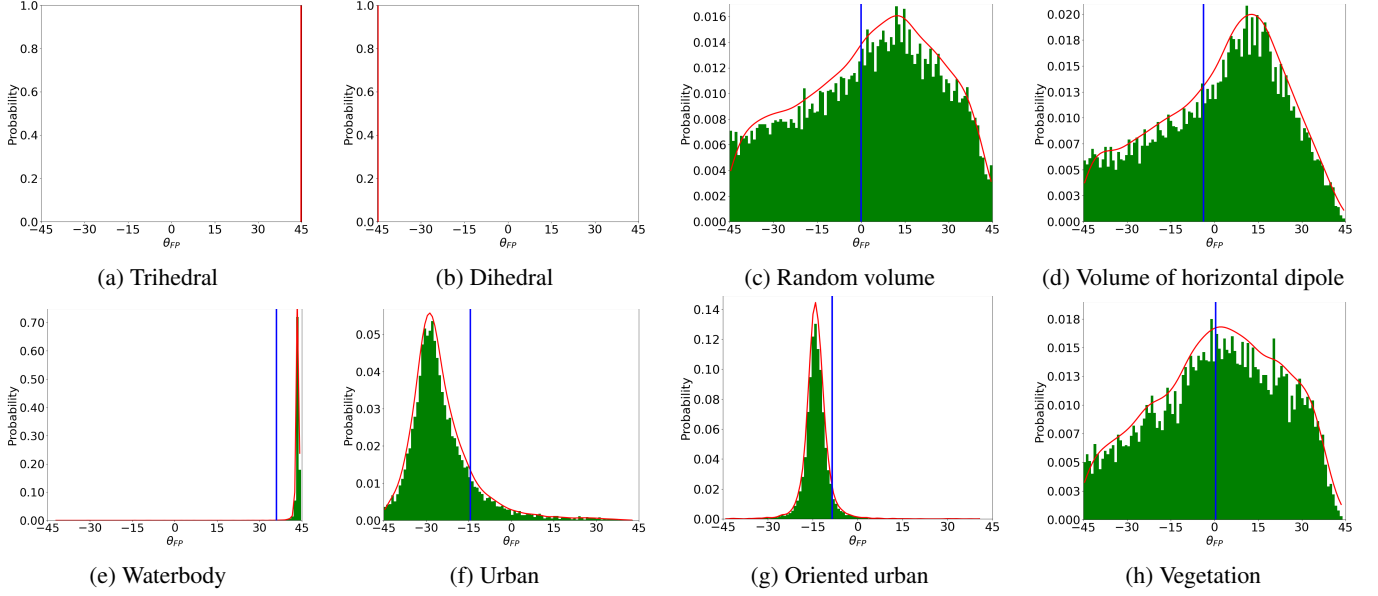 1.0
0.8
0.6
0.4
0.2
0.0
Probability
−45 −30 −15 0 15 30 45
θFP
(a) Trihedral
1.0
0.8
0.6
0.4
0.2
0.0
Probability
−45 −30 −15 0 15 30 45
θFP
(b) Dihedral
0.016
0.014
0.012
0.010
0.008
0.006
0.004
0.002
0.000
Probability
−45 −30 −15 0 15 30 45
θFP
(c) Random volume
0.020
0.018
0.015
0.013
0.010
0.007
0.005
0.003
0.000
Probability
−45 −30 −15 0 15 30 45
θFP
(d) Volume of horizontal dipole
0.70
0.60
0.50
0.40
0.30
0.20
0.10
0.00
Probability
−45 −30 −15 0 15 30 45
θFP
(e) Waterbody
0.05
0.04
0.03
0.02
0.01
0.00
Probability
−45 −30 −15 0 15 30 45
θFP
(f) Urban
0.14
0.12
0.10
0.08
0.06
0.04
0.02
0.00
Probability
−45 −30 −15 0 15 30 45
θFP
(g) Oriented urban
0.018
0.015
0.013
0.010
0.007
0.005
0.003
0.000
Probability
−45 −30 −15 0 15 30 45
θFP
(h) Vegetation